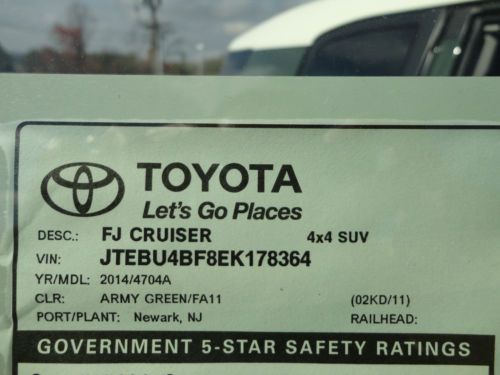 TOYOTA
Let's Go Places
DESC.: FJ CRUISER 4x4 SUV
VIN: JTEBU4BF8EK178364
YR/MDL: 2014/4704A
CLR: ARMY GREEN/FA11 (02KD/11)
PORT/PLANT: Newark, NJ RAILHEAD:
GOVERNMENT 5-STAR SAFETY RATINGS